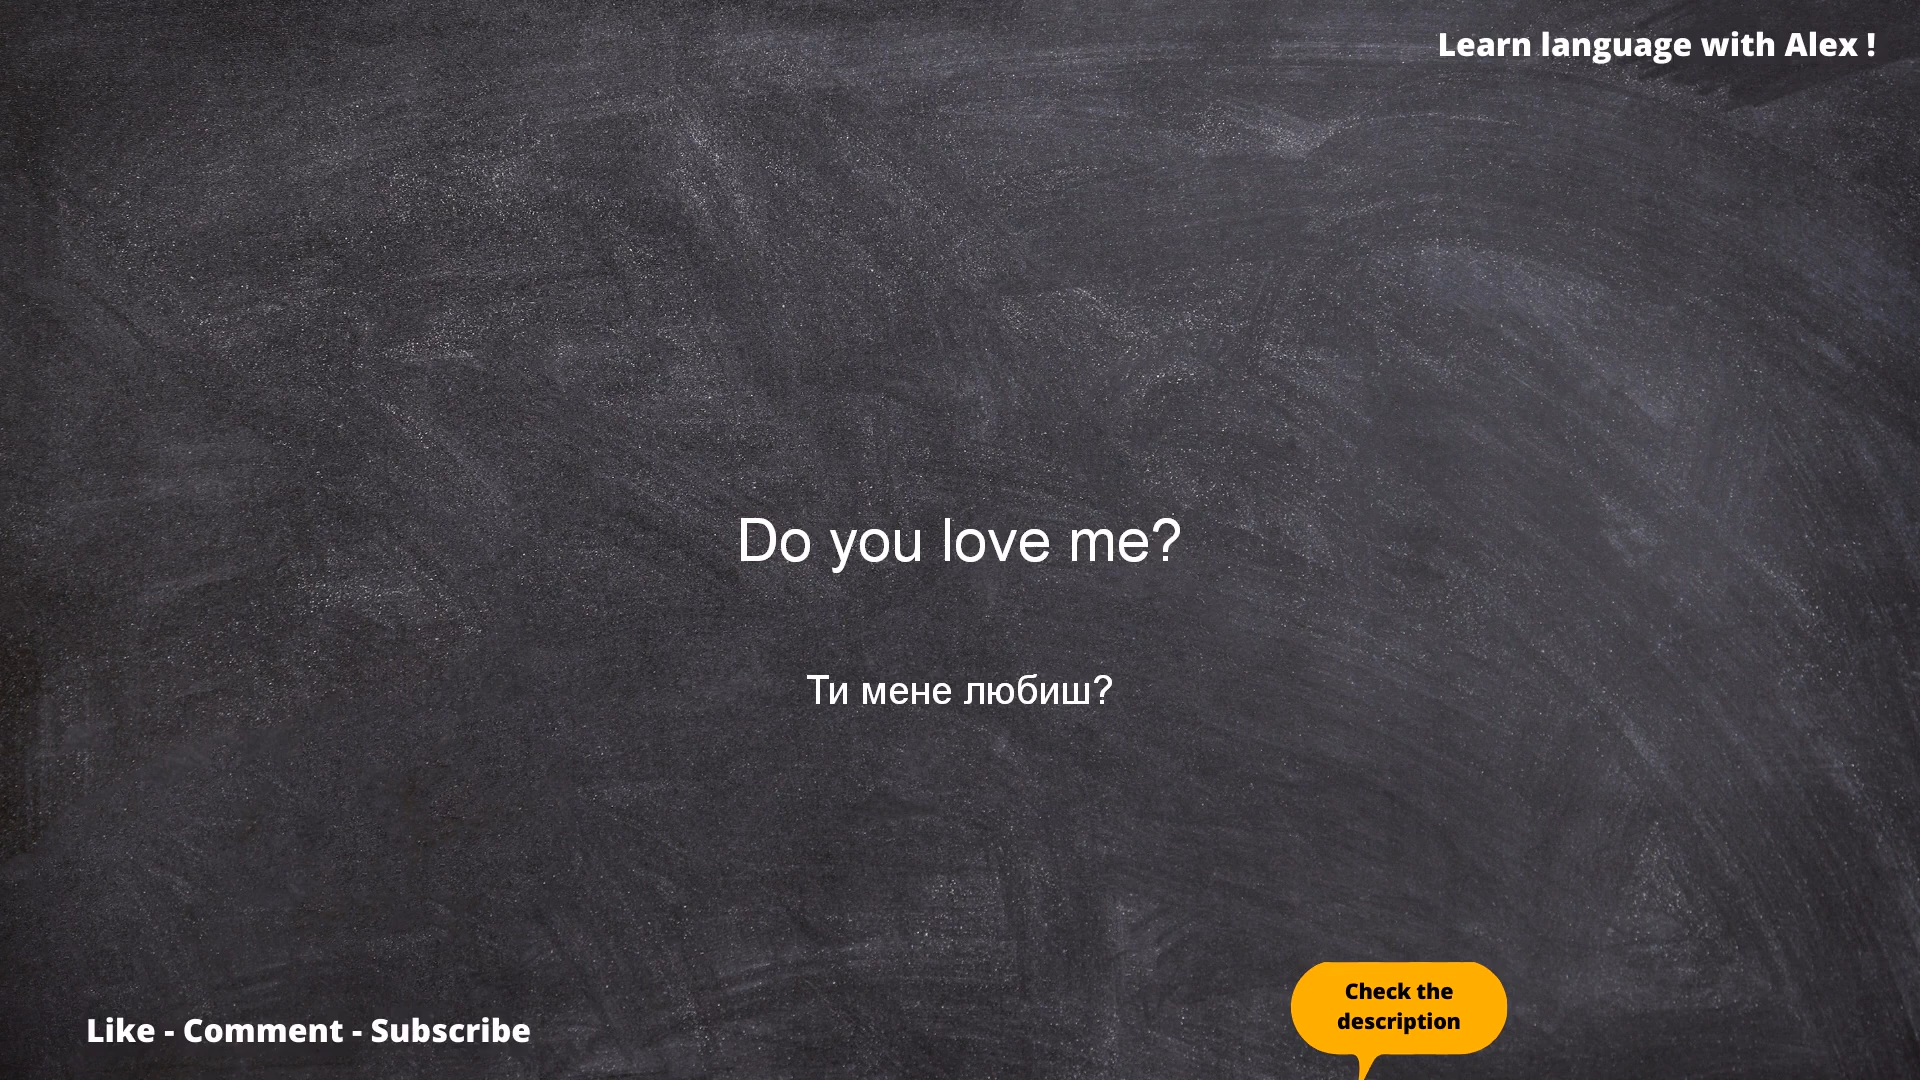 Learn language with Alex !
Do you love me?
Ти мене любиш?
Check the
description
Like - Comment - Subscribe